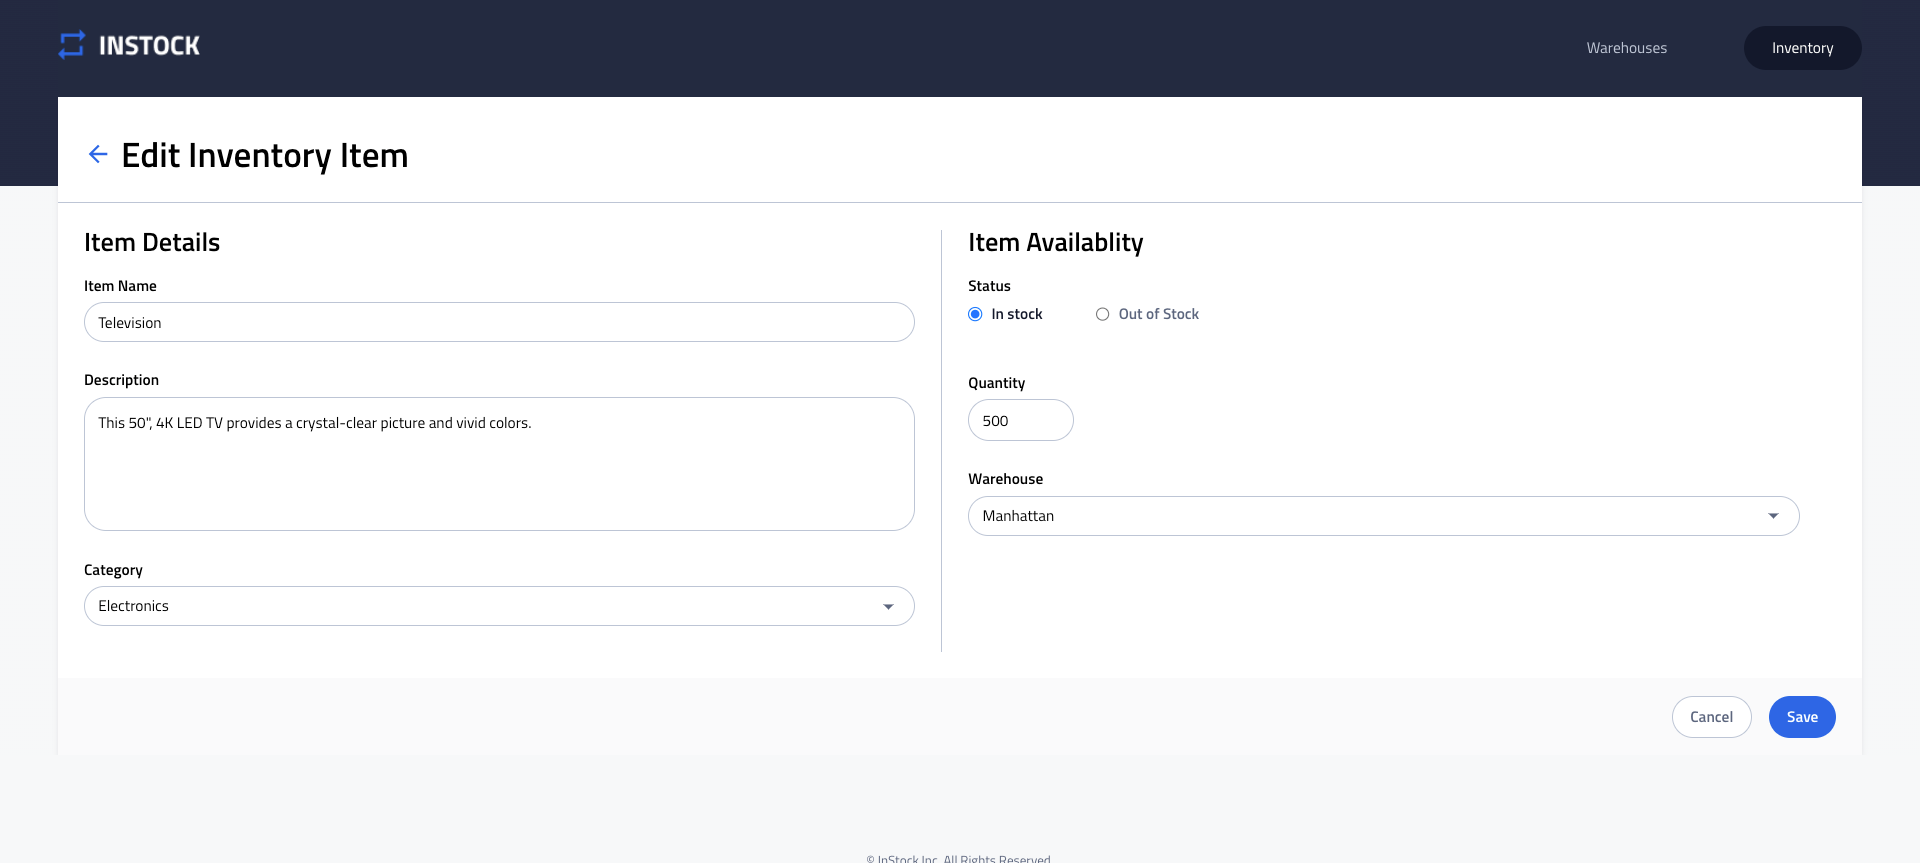 INSTOCK
Warehouses
Inventory
Edit Inventory Item
Item Details
Item Name
Television
Description
This 50", 4K LED TV provides a crystal-clear picture and vivid colors.
Category
Electronics
Item Availablity
Status
In stock
Out of Stock
Quantity
500
Warehouse
Manhattan
Cancel
Save
© InStock Inc. All Rights Reserved.